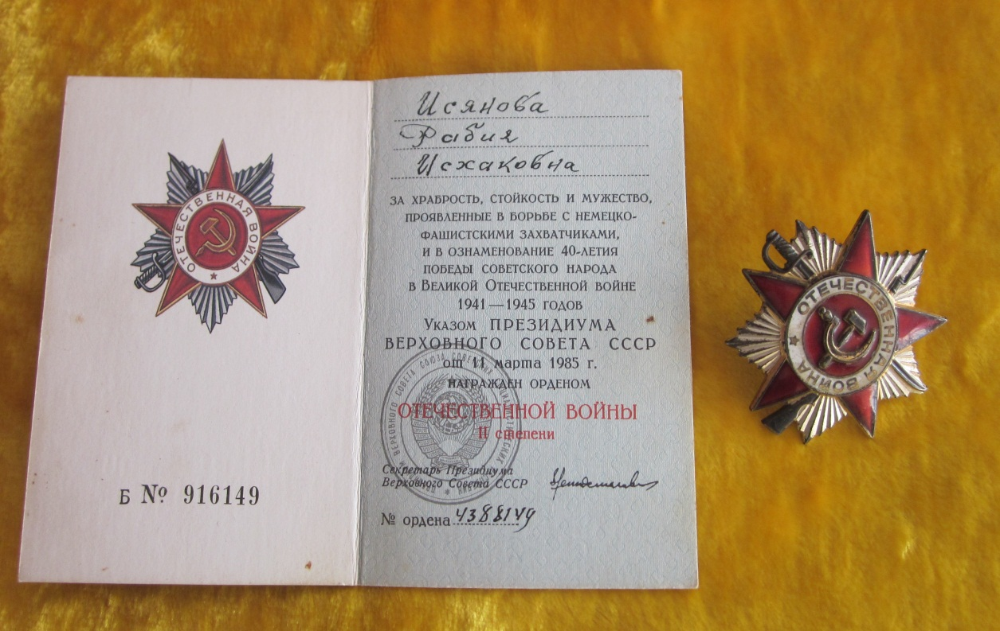 ОТЕЧЕСТВЕННАЯ ВОЙНА
Б № 916149
Исянова
Рабия
Исхаковна
ЗА ХРАБРОСТЬ, СТОЙКОСТЬ И МУЖЕСТВО,
ПРОЯВЛЕННЫЕ В БОРЬБЕ С НЕМЕЦКО-
ФАШИСТСКИМИ ЗАХВАТЧИКАМИ,
И В ОЗНАМЕНОВАНИЕ 40-ЛЕТИЯ
ПОБЕДЫ СОВЕТСКОГО НАРОДА
В ВЕЛИКОЙ ОТЕЧЕСТВЕННОЙ ВОЙНЕ
1941—1945 ГОДОВ
УКАЗОМ ПРЕЗИДИУМА
ВЕРХОВНОГО СОВЕТА СССР
от 11 марта 1985 г.
НАГРАЖДЕН ОРДЕНОМ
ОТЕЧЕСТВЕННОЙ ВОЙНЫ
II степени
Секретарь Президиума
Верховного Совета СССР
№ ордена 4388149
ОТЕЧЕСТВЕННАЯ ВОЙНА